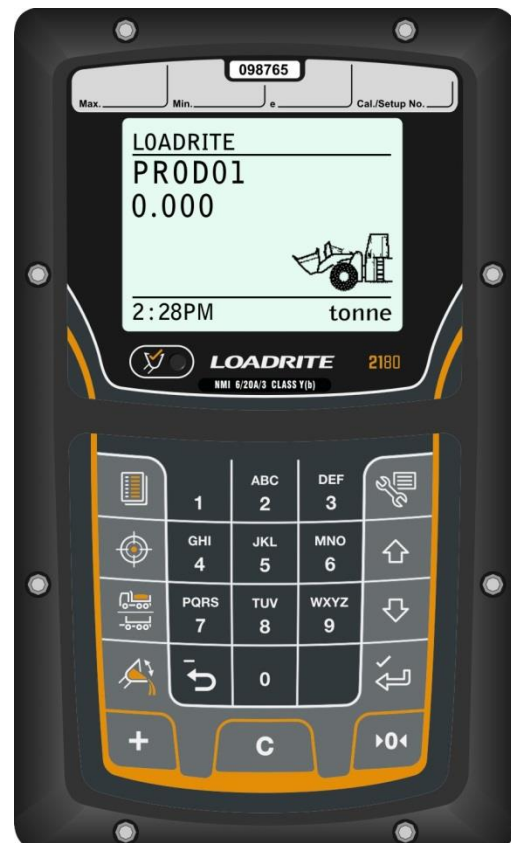 098765
Max. Min. e Cal./Setup No.
LOADRITE
PROD01
0.000
2:28PM tonne
LOADRITE 2180
NMI 6/20A/3 CLASS Y(b)
1 ABC 2 DEF 3
GHI 4 JKL 5 MNO 6
PQRS 7 TUV 8 WXYZ 9
0
+ C 0